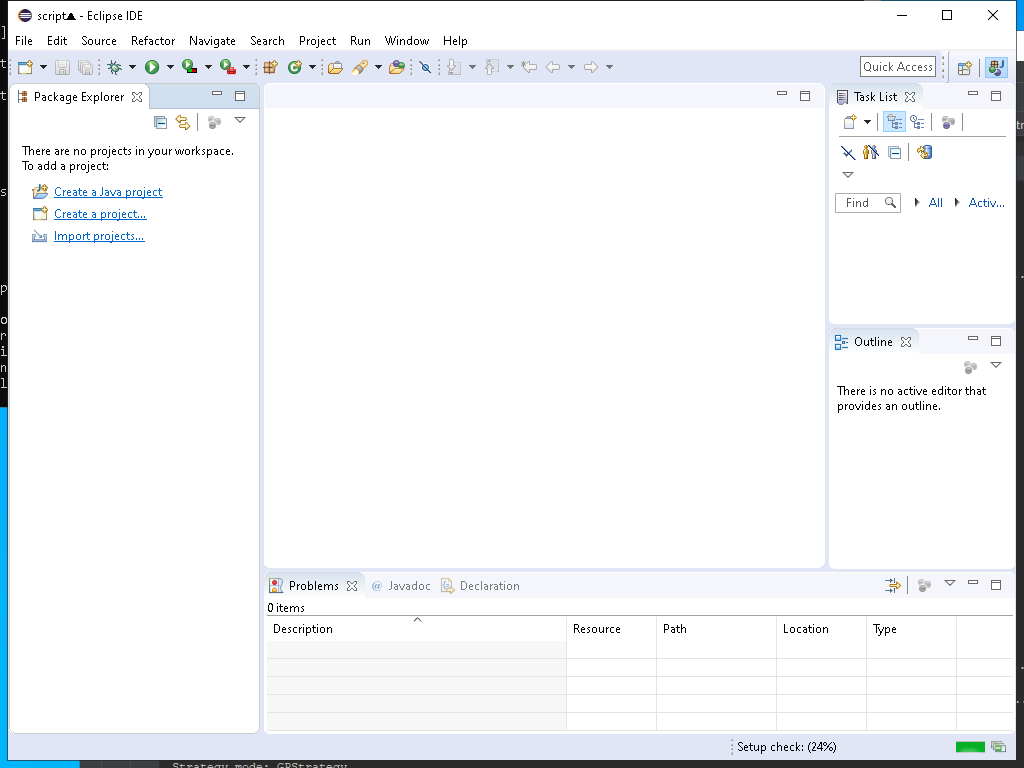 script▲ - Eclipse IDE
File Edit Source Refactor Navigate Search Project Run Window Help
Quick Access
Package Explorer
There are no projects in your workspace.
To add a project:
Create a Java project
Create a project...
Import projects...
Task List
Find
All
Activ...
Outline
There is no active editor that
provides an outline.
Problems
@ Javadoc
Declaration
0 items
Description Resource Path Location Type
Setup check: (24%)
Strategy mode: GPStrategy